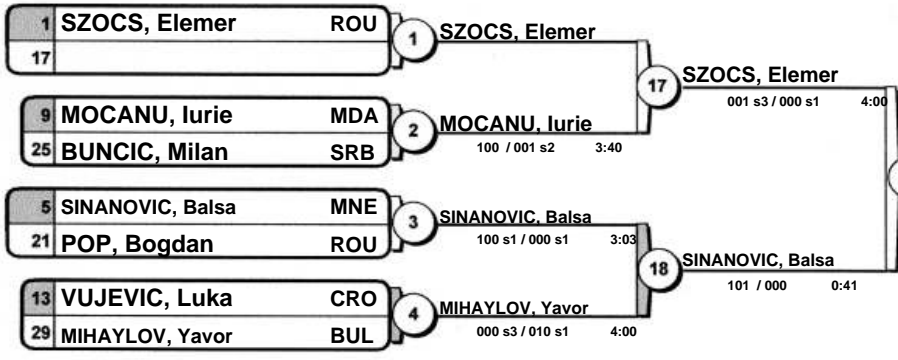 1 SZOCS, Elemer ROU
17
1 SZOCS, Elemer
9 MOCANU, Iurie MDA
25 BUNCIC, Milan SRB
2 MOCANU, Iurie
100 / 001 s2 3:40
17 SZOCS, Elemer
001 s3 / 000 s1 4:00
5 SINANOVIC, Balsa MNE
21 POP, Bogdan ROU
3 SINANOVIC, Balsa
100 s1 / 000 s1 3:03
13 VUJEVIC, Luka CRO
29 MIHAYLOV, Yavor BUL
4 MIHAYLOV, Yavor
000 s3 / 010 s1 4:00
18 SINANOVIC, Balsa
101 / 000 0:41